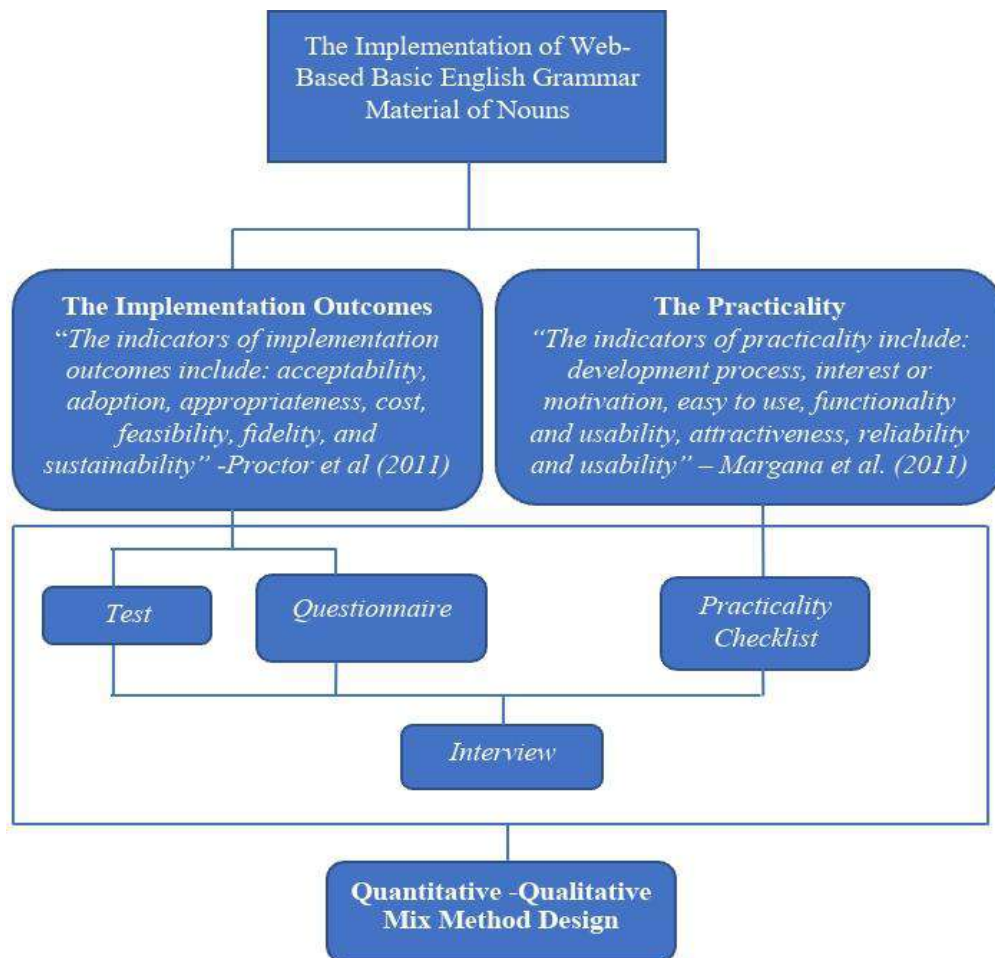 The Implementation of Web-
Based Basic English Grammar
Material of Nouns
The Implementation Outcomes
“The indicators of implementation
outcomes include: acceptability,
adoption, appropriateness, cost,
feasibility, fidelity, and
sustainability” -Proctor et al (2011)
The Practicality
“The indicators of practicality include:
development process, interest or
motivation, easy to use, functionality
and usability, attractiveness, reliability
and usability” – Margana et al. (2011)
Test
Questionnaire
Practicality
Checklist
Interview
Quantitative -Qualitative
Mix Method Design